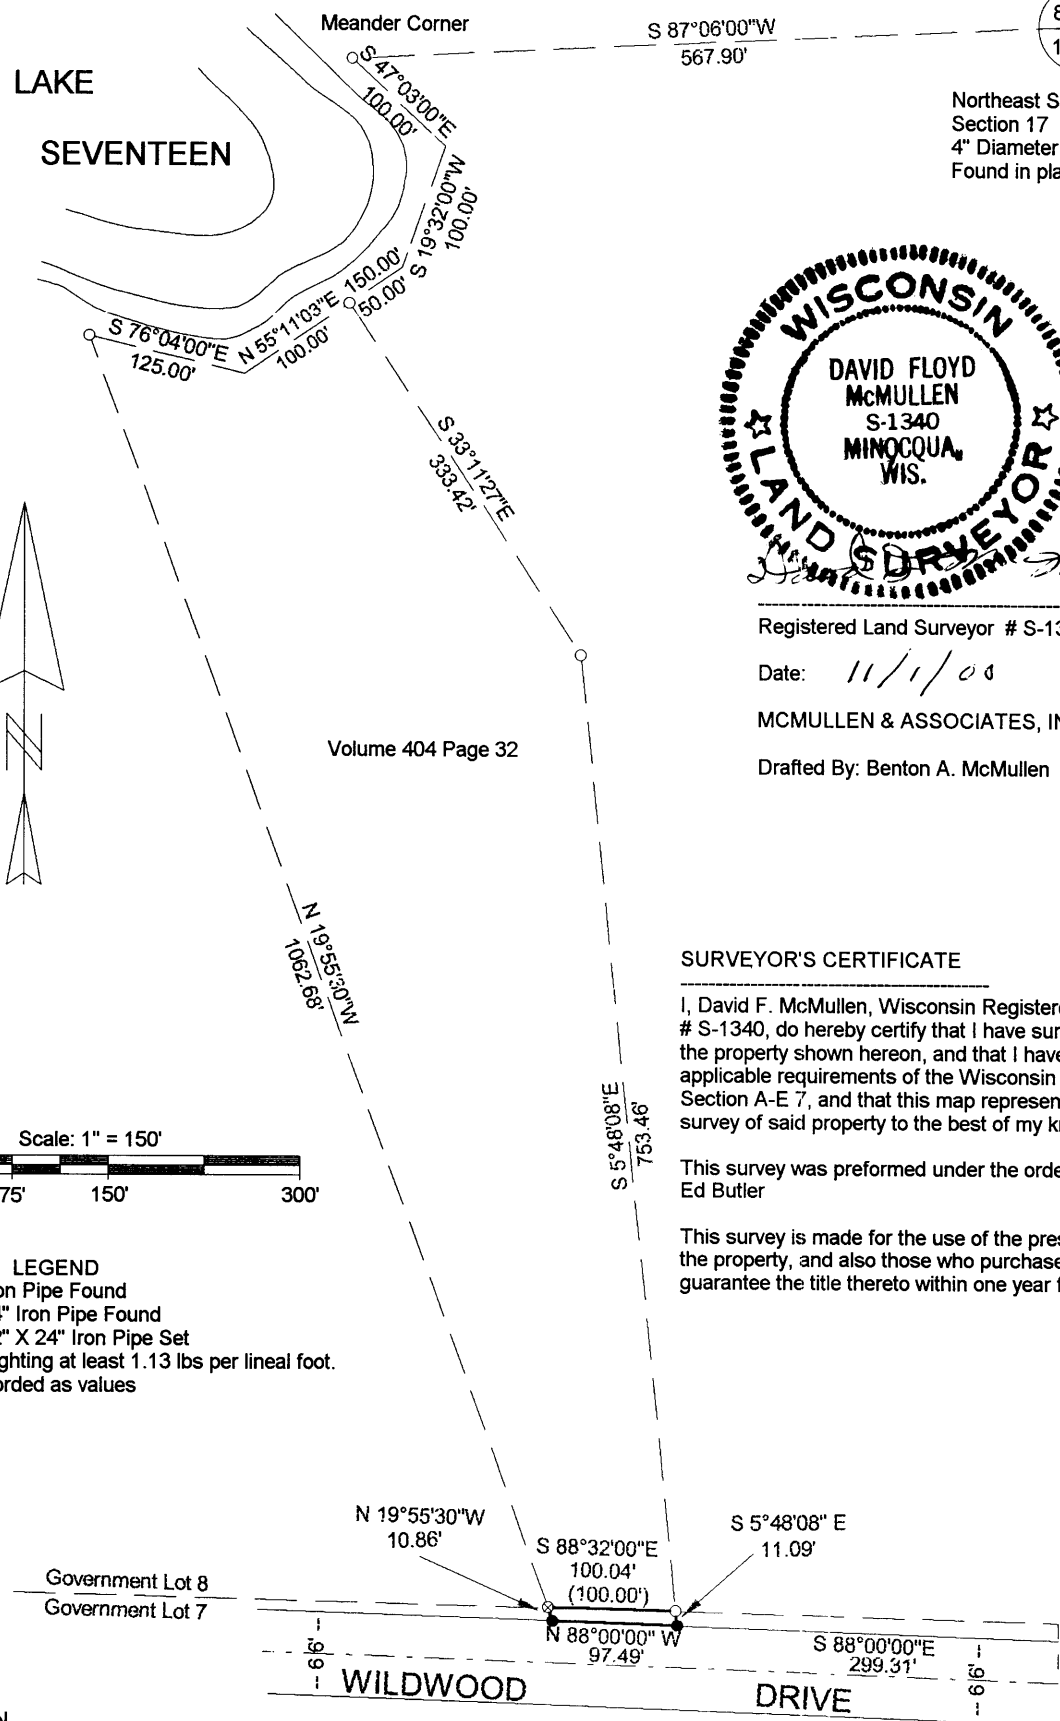 Meander Corner
S 87°06'00"W
567.90'
8
1
LAKE
SEVENTEEN
S 47°03'00"E
100.00'
S 19°32'00"W
100.00'
Northeast S
Section 17
4" Diameter
Found in pla
150.00'
50.00'
N 55°11'03"E
100.00'
S 76°04'00"E
125.00'
WISCONSIN
DAVID FLOYD
McMULLEN
S-1340
MINOCQUA,
WIS.
LAND SURVEYOR
S 33°11'27"E
333.42'
Registered Land Surveyor # S-13
Date: 11/1/00
MCMULLEN & ASSOCIATES, IN
Drafted By: Benton A. McMullen
N
Volume 404 Page 32
N 19°55'30"W
1062.68'
SURVEYOR'S CERTIFICATE
I, David F. McMullen, Wisconsin Registere
# S-1340, do hereby certify that I have sur
the property shown hereon, and that I have
applicable requirements of the Wisconsin
Section A-E 7, and that this map represen
survey of said property to the best of my k
This survey was preformed under the orde
Ed Butler
This survey is made for the use of the pres
the property, and also those who purchase
guarantee the title thereto within one year f
S 5°48'08"E
753.46'
Scale: 1" = 150'
75' 150' 300'
LEGEND
on Pipe Found
" Iron Pipe Found
2" X 24" Iron Pipe Set
ghting at least 1.13 lbs per lineal foot.
orded as values
N 19°55'30"W
10.86'
S 88°32'00"E
100.04'
(100.00')
S 5°48'08" E
11.09'
Government Lot 8
Government Lot 7
N 88°00'00" W
97.49'
S 88°00'00"E
299.31'
66'
66'
WILDWOOD DRIVE